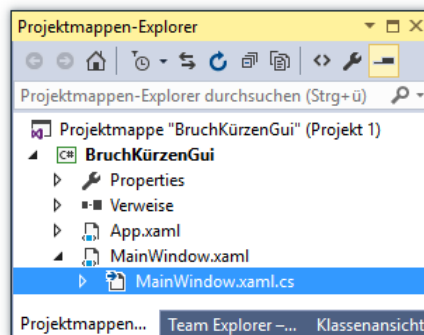 Projektmappen-Explorer
Projektmappen-Explorer durchsuchen (Strg+ü)
Projektmappe "BruchKürzenGui" (Projekt 1)
C# BruchKürzenGui
Properties
Verweise
App.xaml
MainWindow.xaml
MainWindow.xaml.cs
Projektmappen... Team Explorer –... Klassenansicht